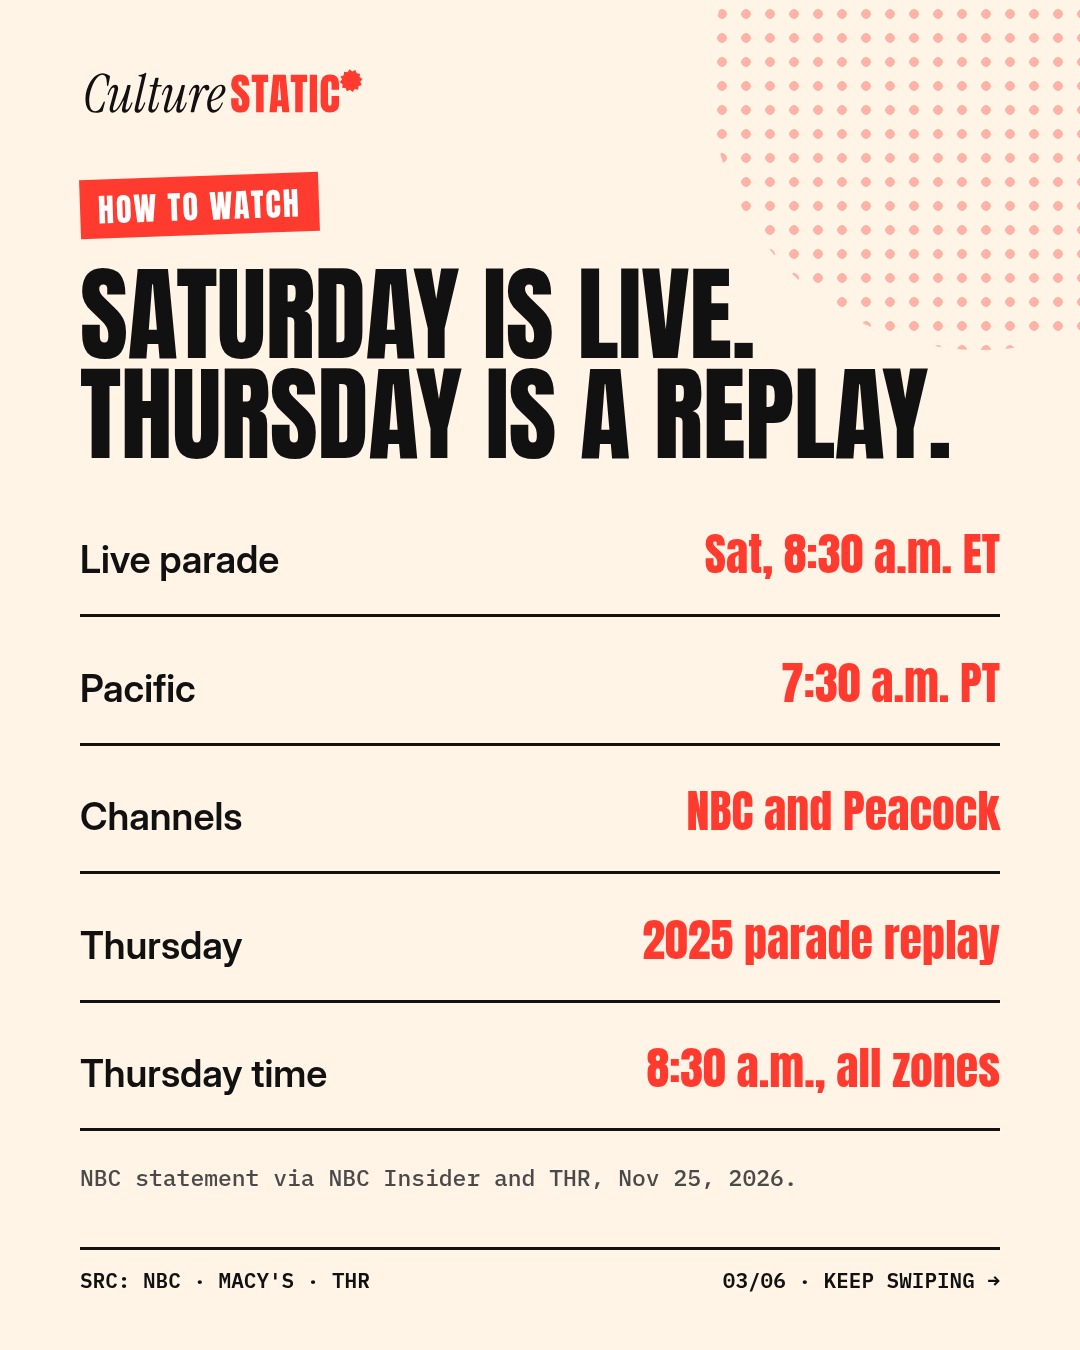 Culture STATIC
HOW TO WATCH
SATURDAY IS LIVE.
THURSDAY IS A REPLAY.
Live parade Sat, 8:30 a.m. ET
Pacific 7:30 a.m. PT
Channels NBC and Peacock
Thursday 2025 parade replay
Thursday time 8:30 a.m., all zones
NBC statement via NBC Insider and THR, Nov 25, 2026.
SRC: NBC · MACY'S · THR 03/06 · KEEP SWIPING →